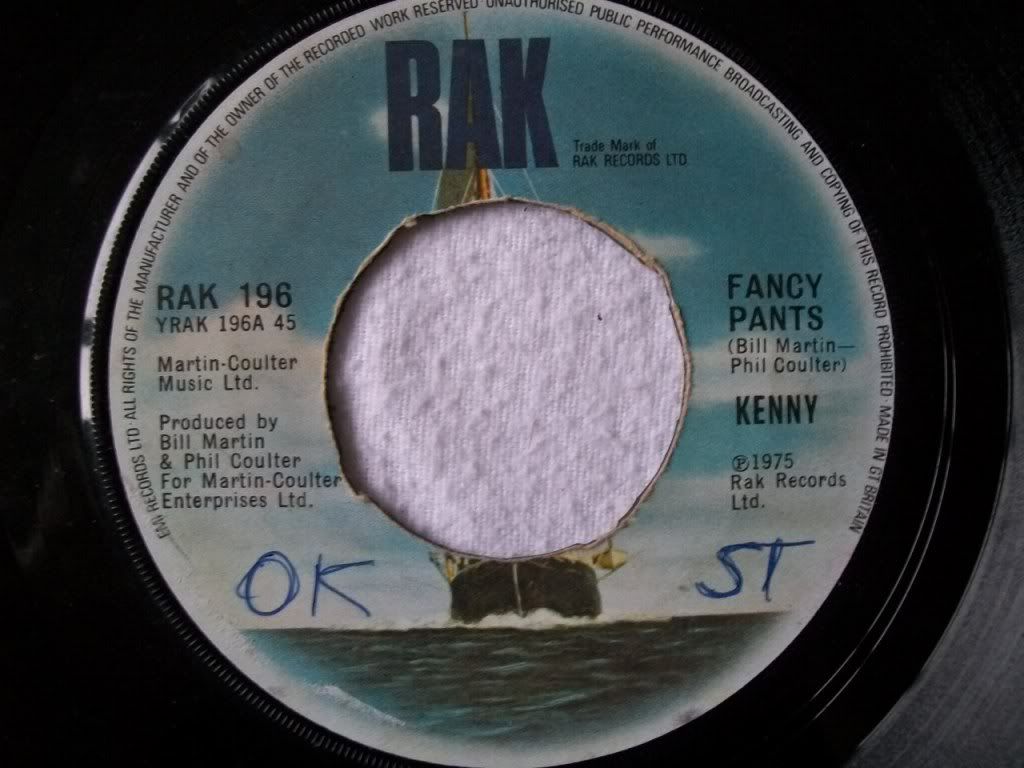 EMI RECORDS LTD · ALL RIGHTS OF THE MANUFACTURER AND OF THE OWNER OF THE RECORDED WORK RESERVED · UNAUTHORISED PUBLIC PERFORMANCE BROADCASTING AND COPYING OF THIS RECORD PROHIBITED · MADE IN GT BRITAIN
RAK
Trade Mark of
RAK RECORDS LTD.
RAK 196
YRAK 196A 45
Martin-Coulter
Music Ltd.
Produced by
Bill Martin
& Phil Coulter
For Martin-Coulter
Enterprises Ltd.
FANCY
PANTS
(Bill Martin—
Phil Coulter)
KENNY
℗1975
Rak Records
Ltd.
OK
ST